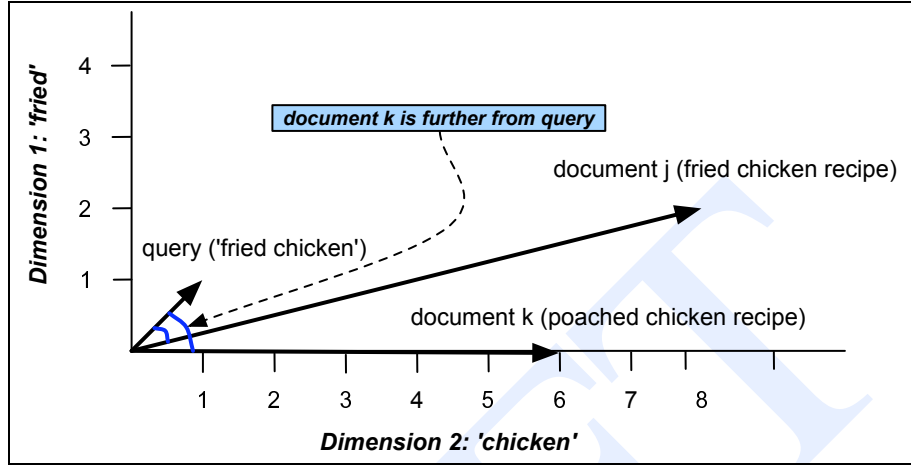 4
document k is further from query
3
document j (fried chicken recipe)
2
query ('fried chicken')
1
document k (poached chicken recipe)
1 2 3 4 5 6 7 8
Dimension 1: 'fried'
Dimension 2: 'chicken'